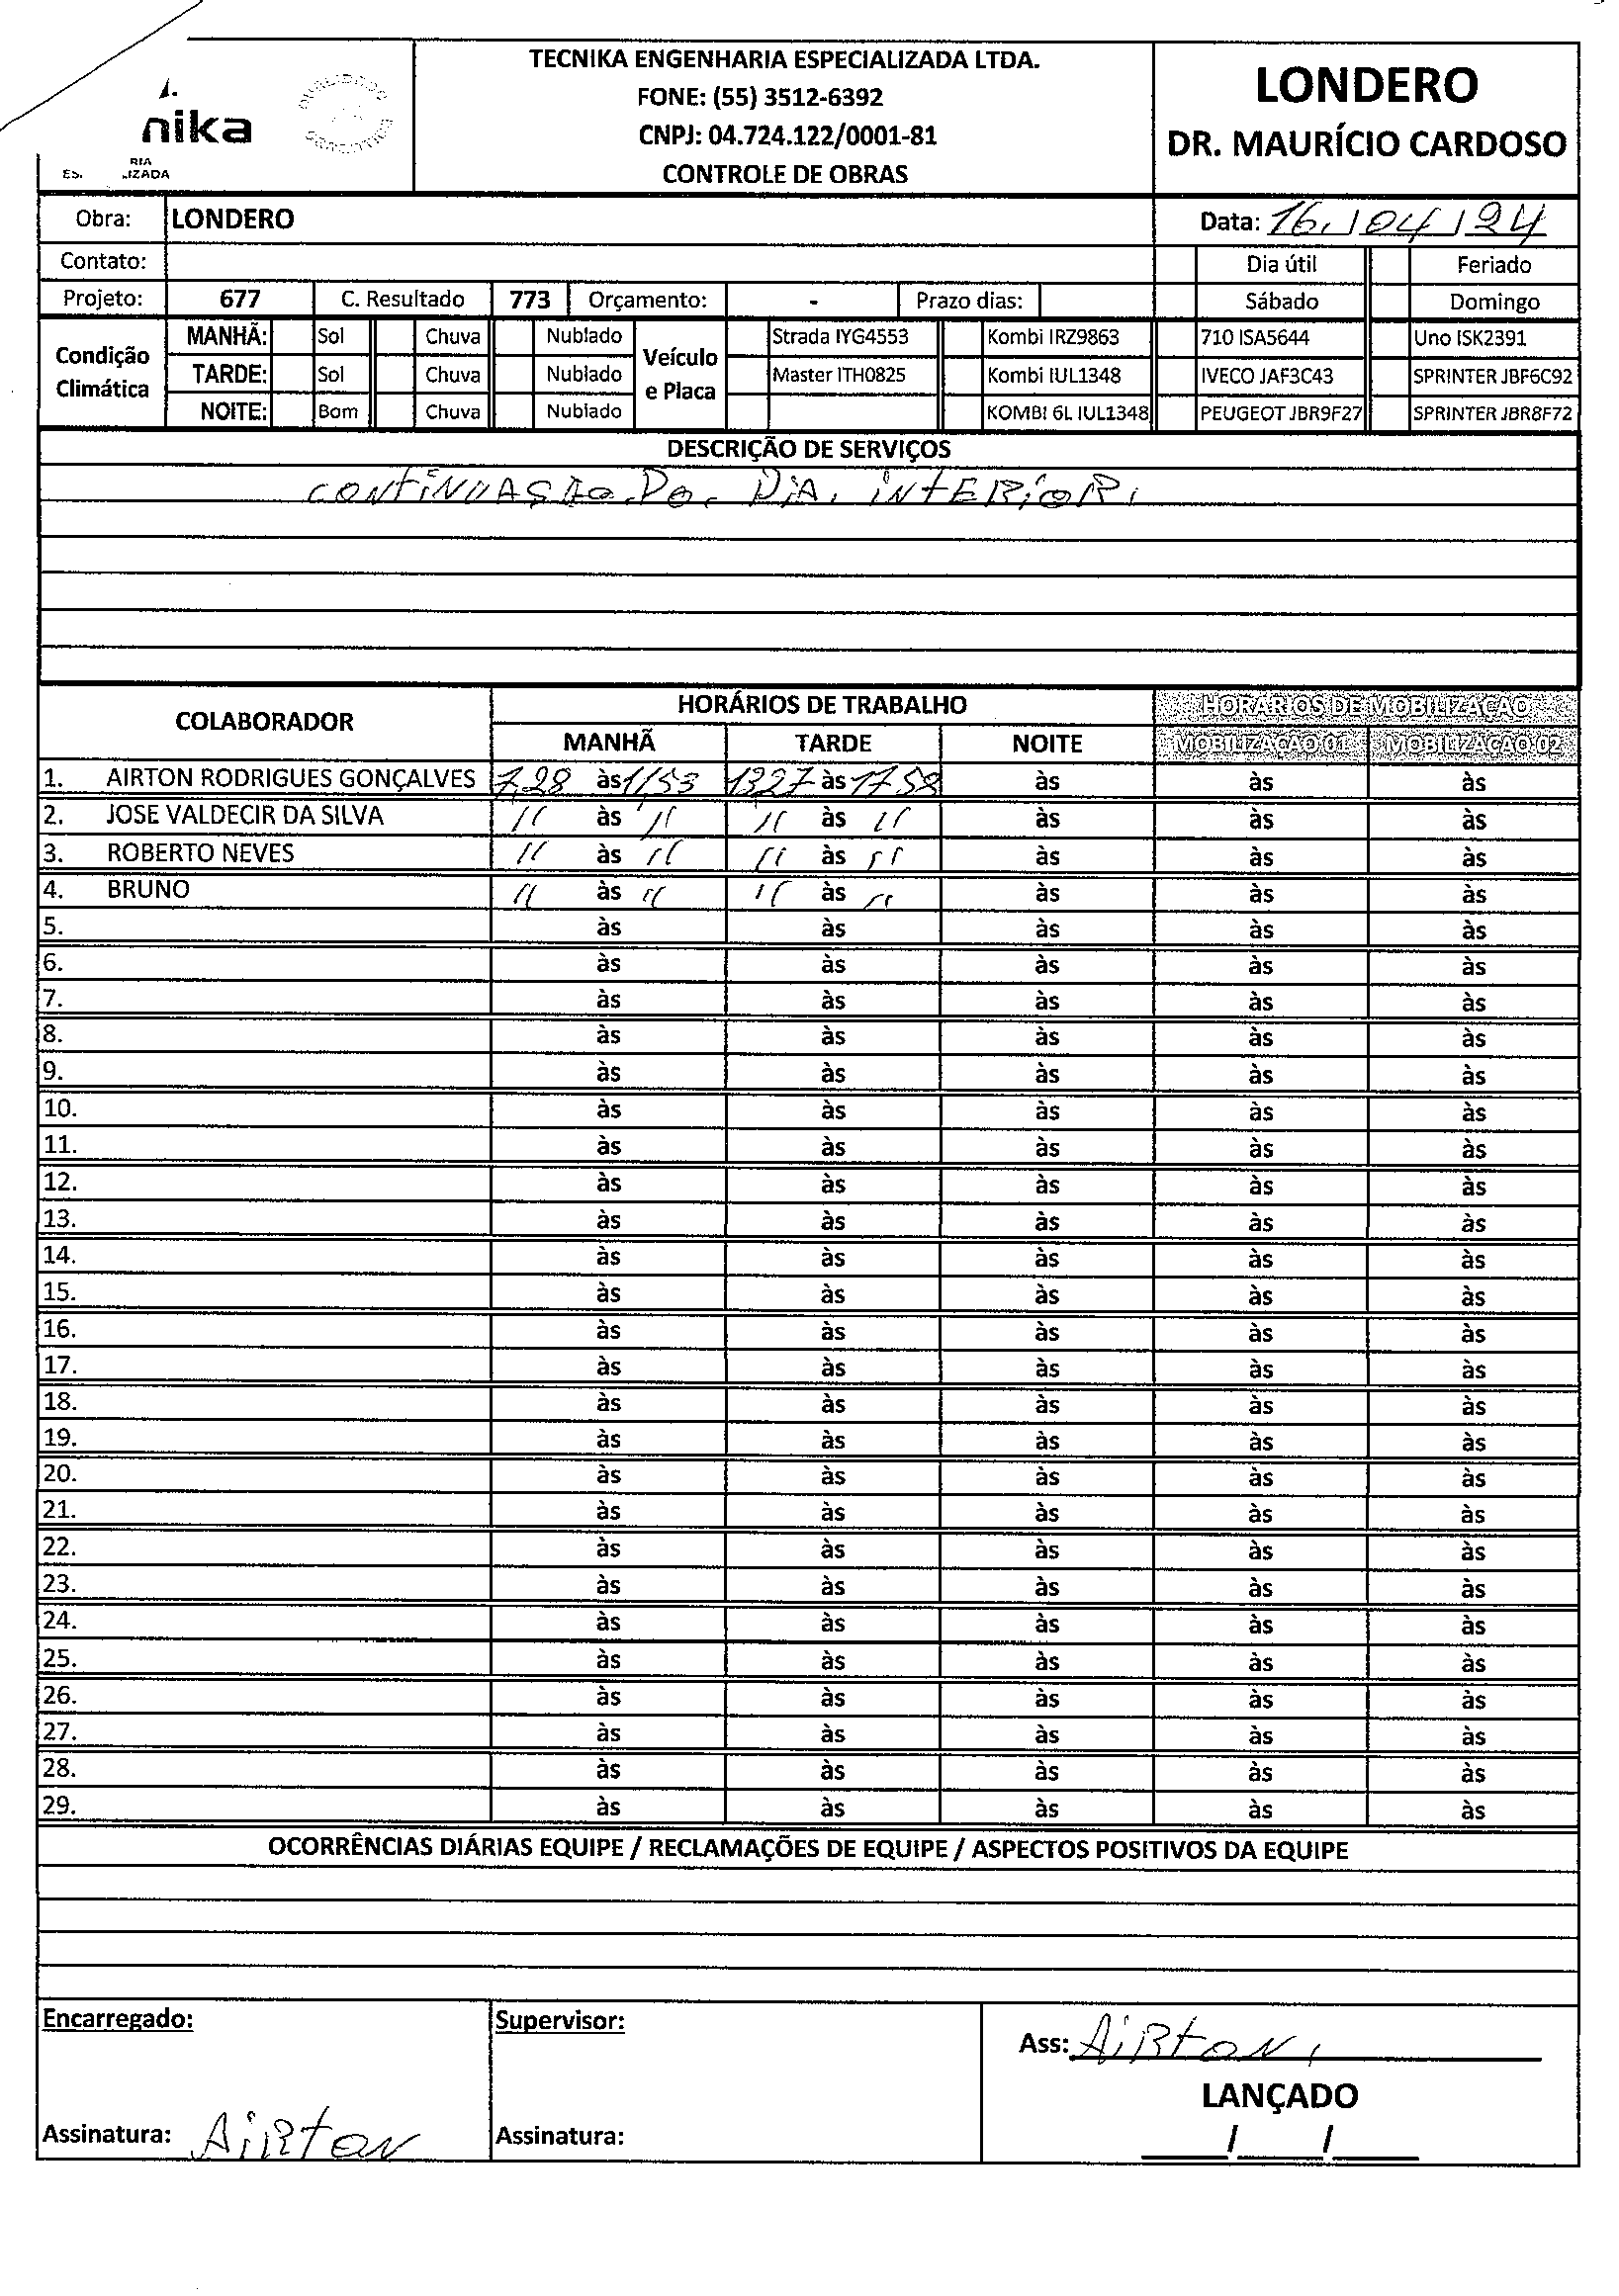 TECNIKA ENGENHARIA ESPECIALIZADA LTDA.
FONE: (55) 3512-6392
CNPJ: 04.724.122/0001-81
CONTROLE DE OBRAS
LONDERO
DR. MAURÍCIO CARDOSO
nika
RIA
ES. .IZADA
Obra: LONDERO Data: 16/04/24
Contato: Dia útil Feriado
Projeto: 677 C. Resultado 773 Orçamento: - Prazo dias: Sábado Domingo
Condição Climática
MANHÃ: Sol Chuva Nublado
TARDE: Sol Chuva Nublado
NOITE: Bom Chuva Nublado
Veículo e Placa
Strada IYG4553 Kombi IRZ9863 710 ISA5644 Uno ISK2391
Master ITH0825 Kombi IUL1348 IVECO JAF3C43 SPRINTER JBF6C92
KOMBI 6L IUL1348 PEUGEOT JBR9F27 SPRINTER JBR8F72
DESCRIÇÃO DE SERVIÇOS
CONTINUASÃO. DO. DIA. INTERIOR.
COLABORADOR HORÁRIOS DE TRABALHO HORÁRIOS DE MOBILIZAÇÃO
MANHÃ TARDE NOITE MOBILIZAÇÃO 01 MOBILIZAÇÃO 02
1. AIRTON RODRIGUES GONÇALVES 7,28 às 11,53 1327 às 1758 às às às
2. JOSE VALDECIR DA SILVA 11 às 11 11 às 11 às às às
3. ROBERTO NEVES 11 às 11 11 às 11 às às às
4. BRUNO 11 às 11 11 às 11 às às às
5. às às às às às
6. às às às às às
7. às às às às às
8. às às às às às
9. às às às às às
10. às às às às às
11. às às às às às
12. às às às às às
13. às às às às às
14. às às às às às
15. às às às às às
16. às às às às às
17. às às às às às
18. às às às às às
19. às às às às às
20. às às às às às
21. às às às às às
22. às às às às às
23. às às às às às
24. às às às às às
25. às às às às às
26. às às às às às
27. às às às às às
28. às às às às às
29. às às às às às
OCORRÊNCIAS DIÁRIAS EQUIPE / RECLAMAÇÕES DE EQUIPE / ASPECTOS POSITIVOS DA EQUIPE
Encarregado: Supervisor: Ass: AiRton,
LANÇADO
Assinatura: AiRton Assinatura: / /